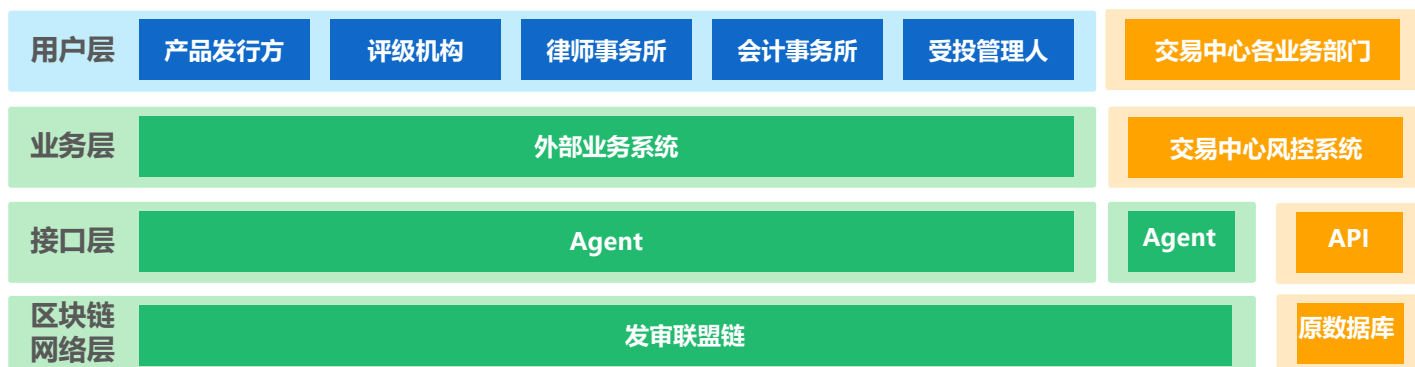 用户层
产品发行方
评级机构
律师事务所
会计事务所
受投管理人
交易中心各业务部门
业务层
外部业务系统
交易中心风控系统
接口层
Agent
Agent
API
区块链
网络层
发审联盟链
原数据库